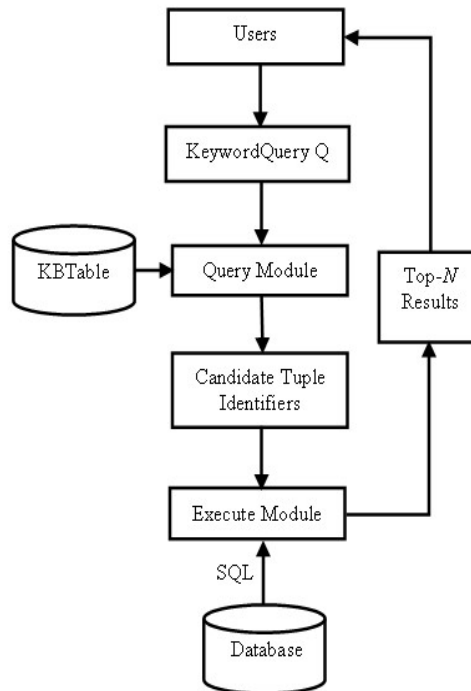 Users
KeywordQuery Q
KBTable
Query Module
Top-N
Results
Candidate Tuple
Identifiers
Execute Module
SQL
Database